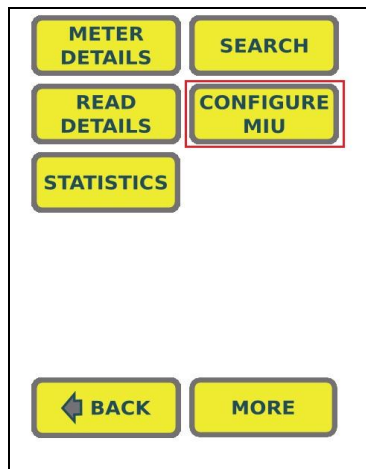 METER
DETAILS
SEARCH
READ
DETAILS
CONFIGURE
MIU
STATISTICS
BACK
MORE